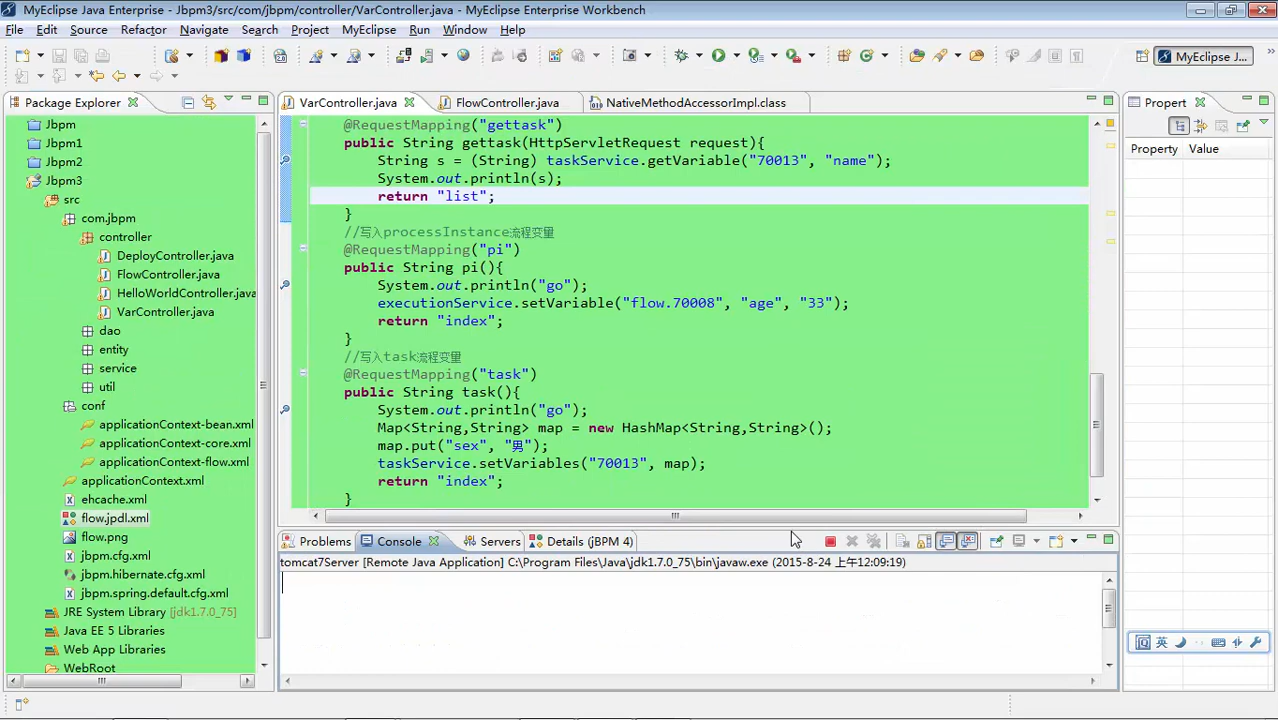 MyEclipse Java Enterprise - Jbpm3/src/com/jbpm/controller/VarController.java - MyEclipse Enterprise Workbench
File Edit Source Refactor Navigate Search Project MyEclipse Run Window Help
MyEclipse J...
Package Explorer
VarController.java
FlowController.java
NativeMethodAccessorImpl.class
Propert
Property Value
Jbpm
Jbpm1
Jbpm2
Jbpm3
src
com.jbpm
controller
DeployController.java
FlowController.java
HelloWorldController.java
VarController.java
dao
entity
service
util
conf
applicationContext-bean.xml
applicationContext-core.xml
applicationContext-flow.xml
applicationContext.xml
ehcache.xml
flow.jpdl.xml
flow.png
jbpm.cfg.xml
jbpm.hibernate.cfg.xml
jbpm.spring.default.cfg.xml
JRE System Library [jdk1.7.0_75]
Java EE 5 Libraries
Web App Libraries
WebRoot
@RequestMapping("gettask")
public String gettask(HttpServletRequest request){
String s = (String) taskService.getVariable("70013", "name");
System.out.println(s);
return "list";
}
//写入processInstance流程变量
@RequestMapping("pi")
public String pi(){
System.out.println("go");
executionService.setVariable("flow.70008", "age", "33");
return "index";
}
//写入task流程变量
@RequestMapping("task")
public String task(){
System.out.println("go");
Map<String,String> map = new HashMap<String,String>();
map.put("sex", "男");
taskService.setVariables("70013", map);
return "index";
}
Problems Console Servers Details (jBPM 4)
tomcat7Server [Remote Java Application] C:\Program Files\Java\jdk1.7.0_75\bin\javaw.exe (2015-8-24 上午12:09:19)
英